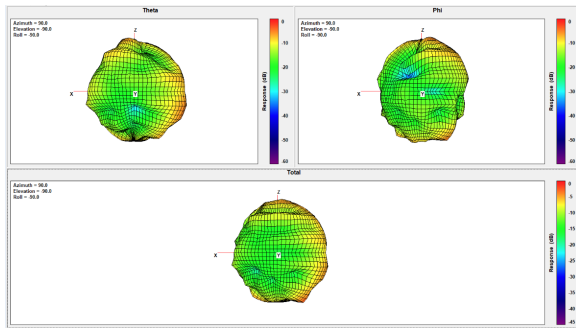 Theta
Azimuth = 90.0
Elevation = -90.0
Roll = -90.0
Z
X
Y
Response (dB)
0
-10
-20
-30
-40
-50
-60
Phi
Azimuth = 90.0
Elevation = -90.0
Roll = -90.0
Z
X
Y
Response (dB)
0
-10
-20
-30
-40
-50
-60
Total
Azimuth = 90.0
Elevation = -90.0
Roll = -90.0
Z
X
Y
Response (dB)
0
-5
-10
-15
-20
-25
-30
-35
-40
-45